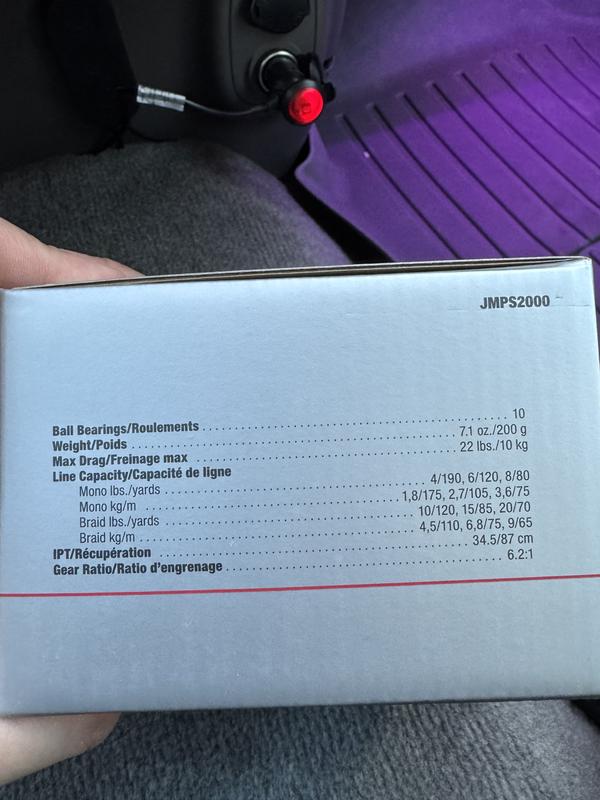 JMPS2000
Ball Bearings/Roulements 10
Weight/Poids 7.1 oz./200 g
Max Drag/Freinage max 22 lbs./10 kg
Line Capacity/Capacité de ligne
Mono lbs./yards 4/190, 6/120, 8/80
Mono kg/m 1,8/175, 2,7/105, 3,6/75
Braid lbs./yards 10/120, 15/85, 20/70
Braid kg/m 4,5/110, 6,8/75, 9/65
IPT/Récupération 34.5/87 cm
Gear Ratio/Ratio d'engrenage 6.2:1